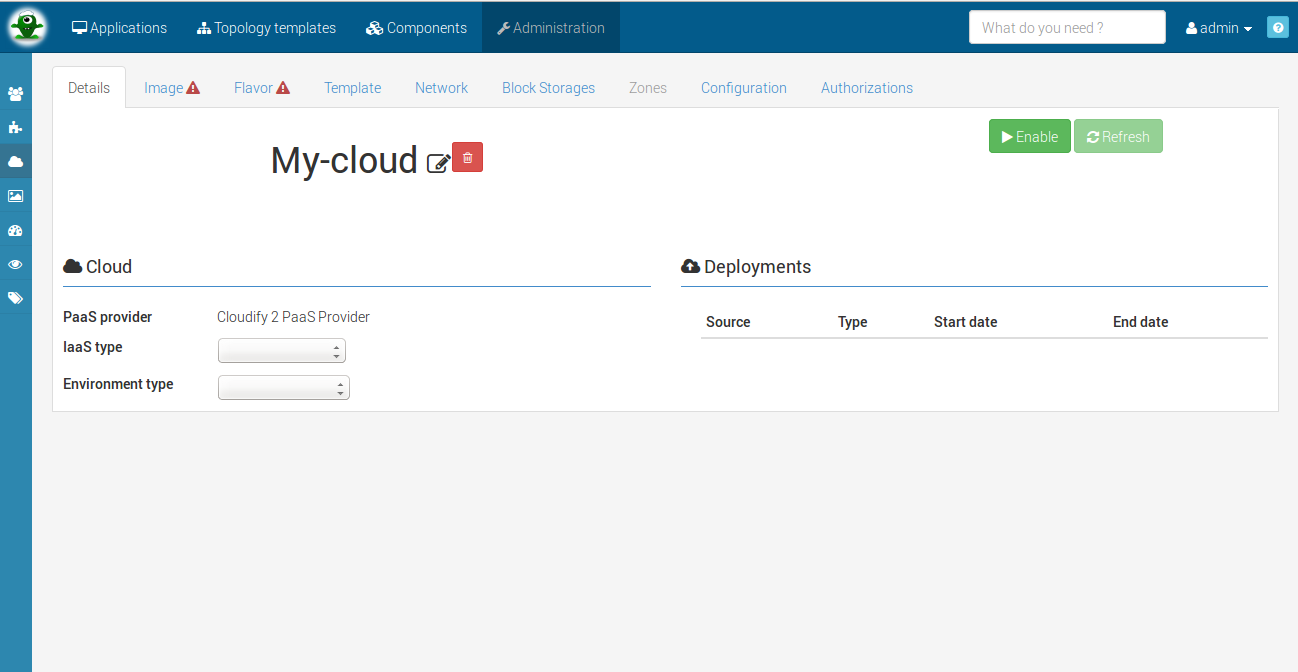 Applications Topology templates Components Administration What do you need ? admin
Details Image Flavor Template Network Block Storages Zones Configuration Authorizations
Enable Refresh
My-cloud
Cloud
PaaS provider Cloudify 2 PaaS Provider
IaaS type
Environment type
Deployments
Source Type Start date End date